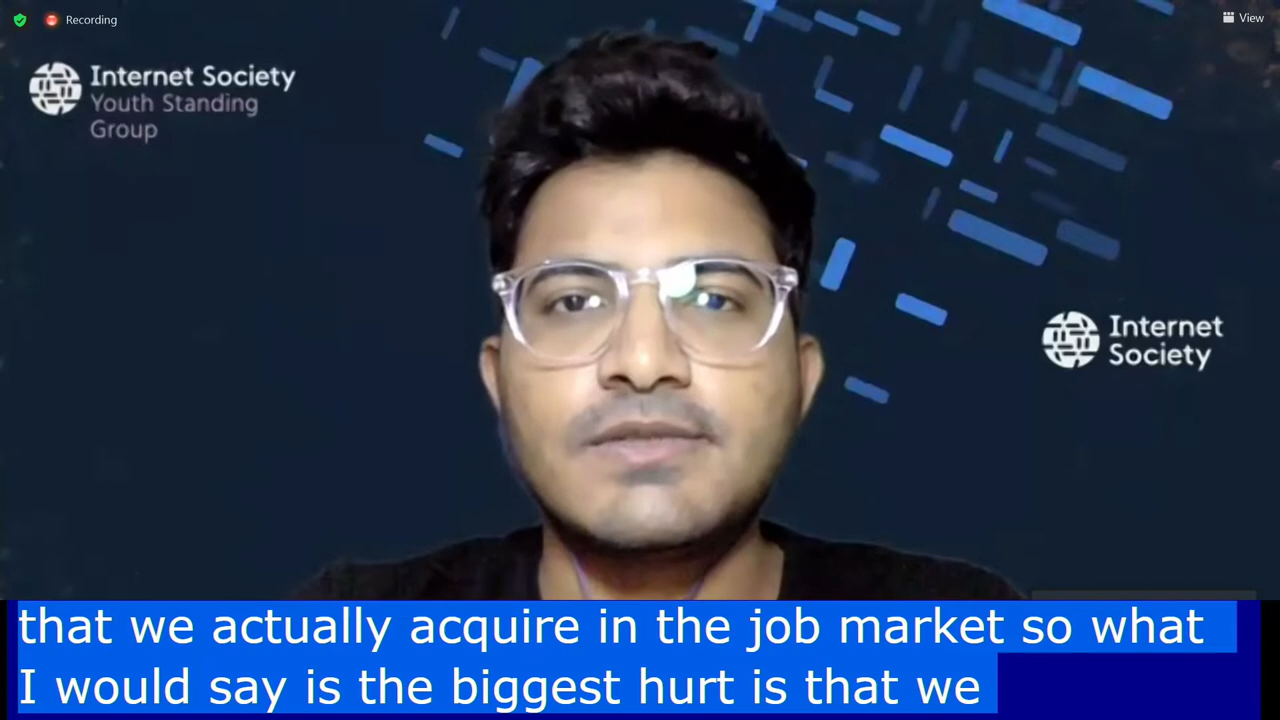 Recording
View
Internet Society
Youth Standing
Group
Internet
Society
that we actually acquire in the job market so what
I would say is the biggest hurt is that we